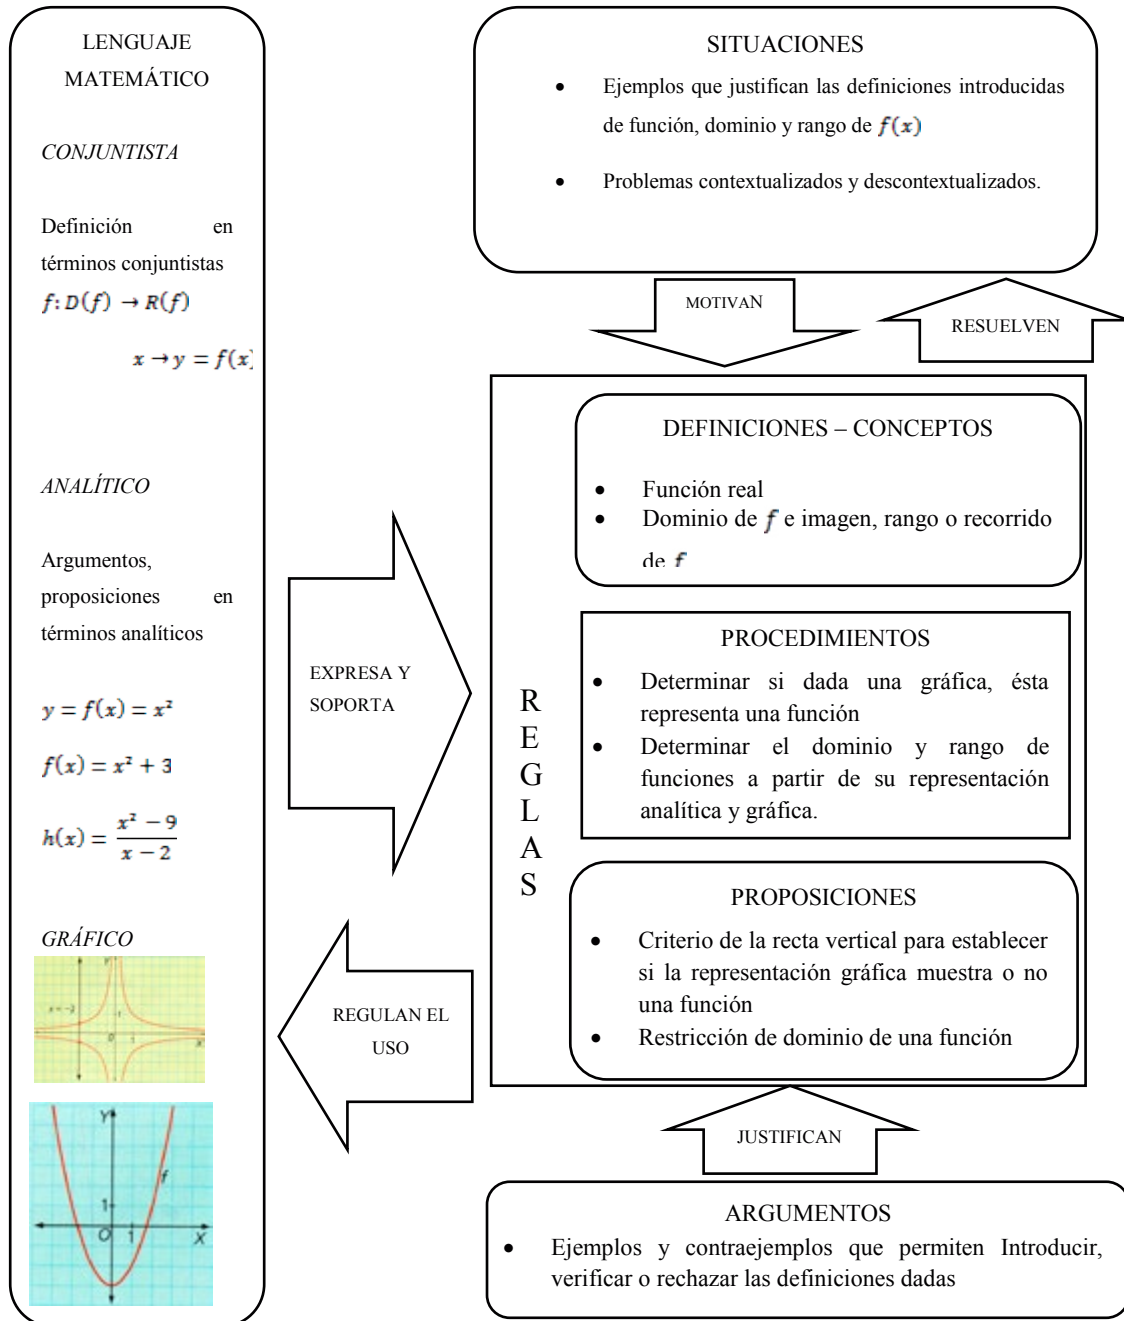 LENGUAJE
MATEMÁTICO
CONJUNTISTA
Definición en
términos conjuntistas
f: D(f) → R(f)
x → y = f(x)
ANALÍTICO
Argumentos,
proposiciones en
términos analíticos
y = f(x) = x²
f(x) = x² + 3
h(x) = (x² − 9)/(x − 2)
GRÁFICO
Y
x = -3
1
O 1 X
Y
f
1
O 1 X
SITUACIONES
• Ejemplos que justifican las definiciones introducidas
de función, dominio y rango de f(x)
• Problemas contextualizados y descontextualizados.
MOTIVAN
RESUELVEN
EXPRESA Y
SOPORTA
REGULAN EL
USO
REGLAS
DEFINICIONES – CONCEPTOS
• Función real
• Dominio de f e imagen, rango o recorrido
de f
PROCEDIMIENTOS
• Determinar si dada una gráfica, ésta
representa una función
• Determinar el dominio y rango de
funciones a partir de su representación
analítica y gráfica.
PROPOSICIONES
• Criterio de la recta vertical para establecer
si la representación gráfica muestra o no
una función
• Restricción de dominio de una función
JUSTIFICAN
ARGUMENTOS
• Ejemplos y contraejemplos que permiten Introducir,
verificar o rechazar las definiciones dadas